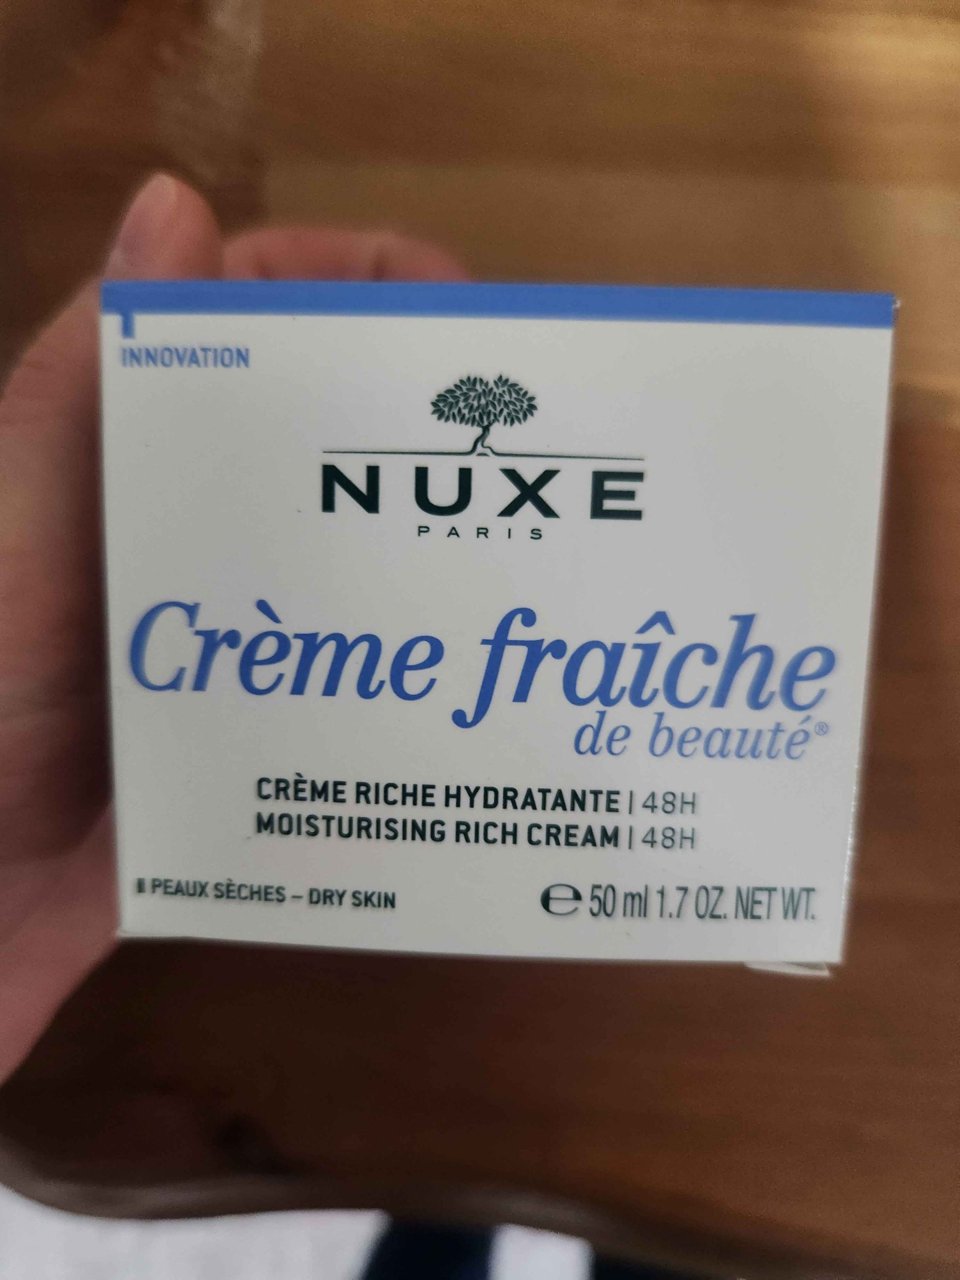 INNOVATION
NUXE
PARIS
Crème fraîche
de beauté®
CRÈME RICHE HYDRATANTE | 48H
MOISTURISING RICH CREAM | 48H
PEAUX SÈCHES – DRY SKIN
℮ 50 ml 1.7 OZ. NET WT.